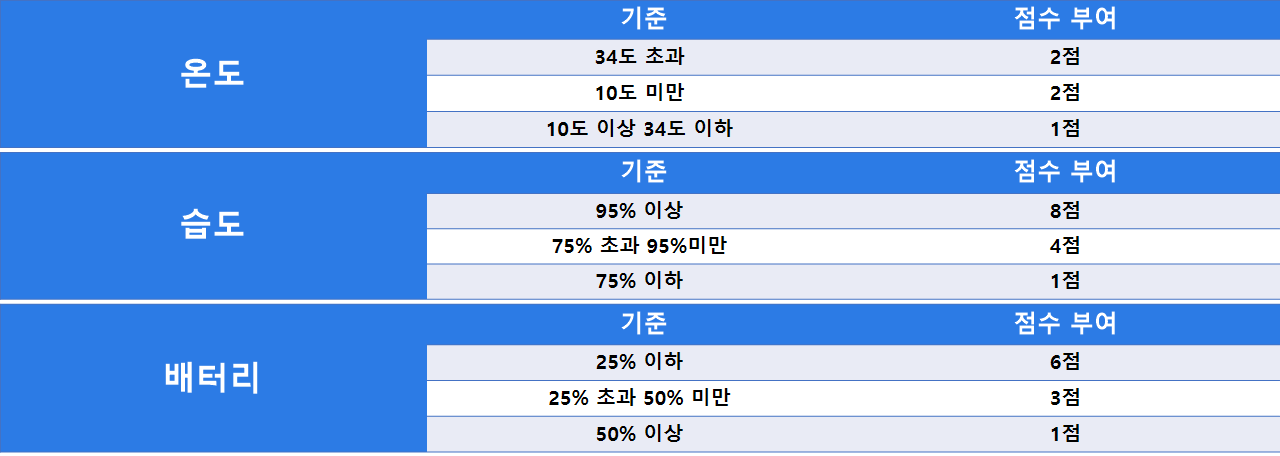 온도
기준 점수 부여
34도 초과 2점
10도 미만 2점
10도 이상 34도 이하 1점
습도
기준 점수 부여
95% 이상 8점
75% 초과 95%미만 4점
75% 이하 1점
배터리
기준 점수 부여
25% 이하 6점
25% 초과 50% 미만 3점
50% 이상 1점